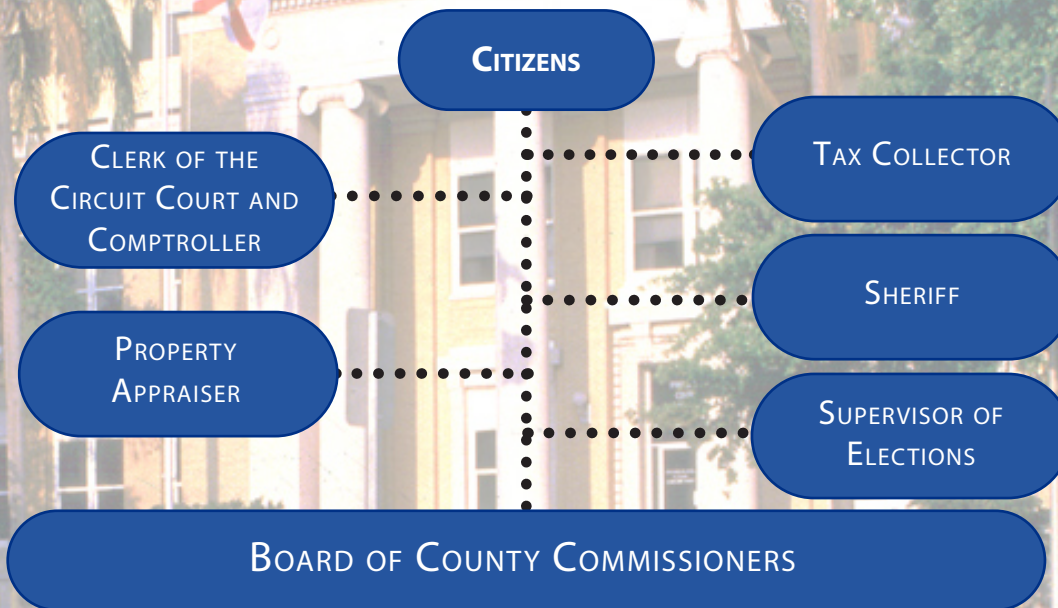 Citizens
Clerk of the
Circuit Court and
Comptroller
Tax Collector
Sheriff
Property
Appraiser
Supervisor of
Elections
Board of County Commissioners